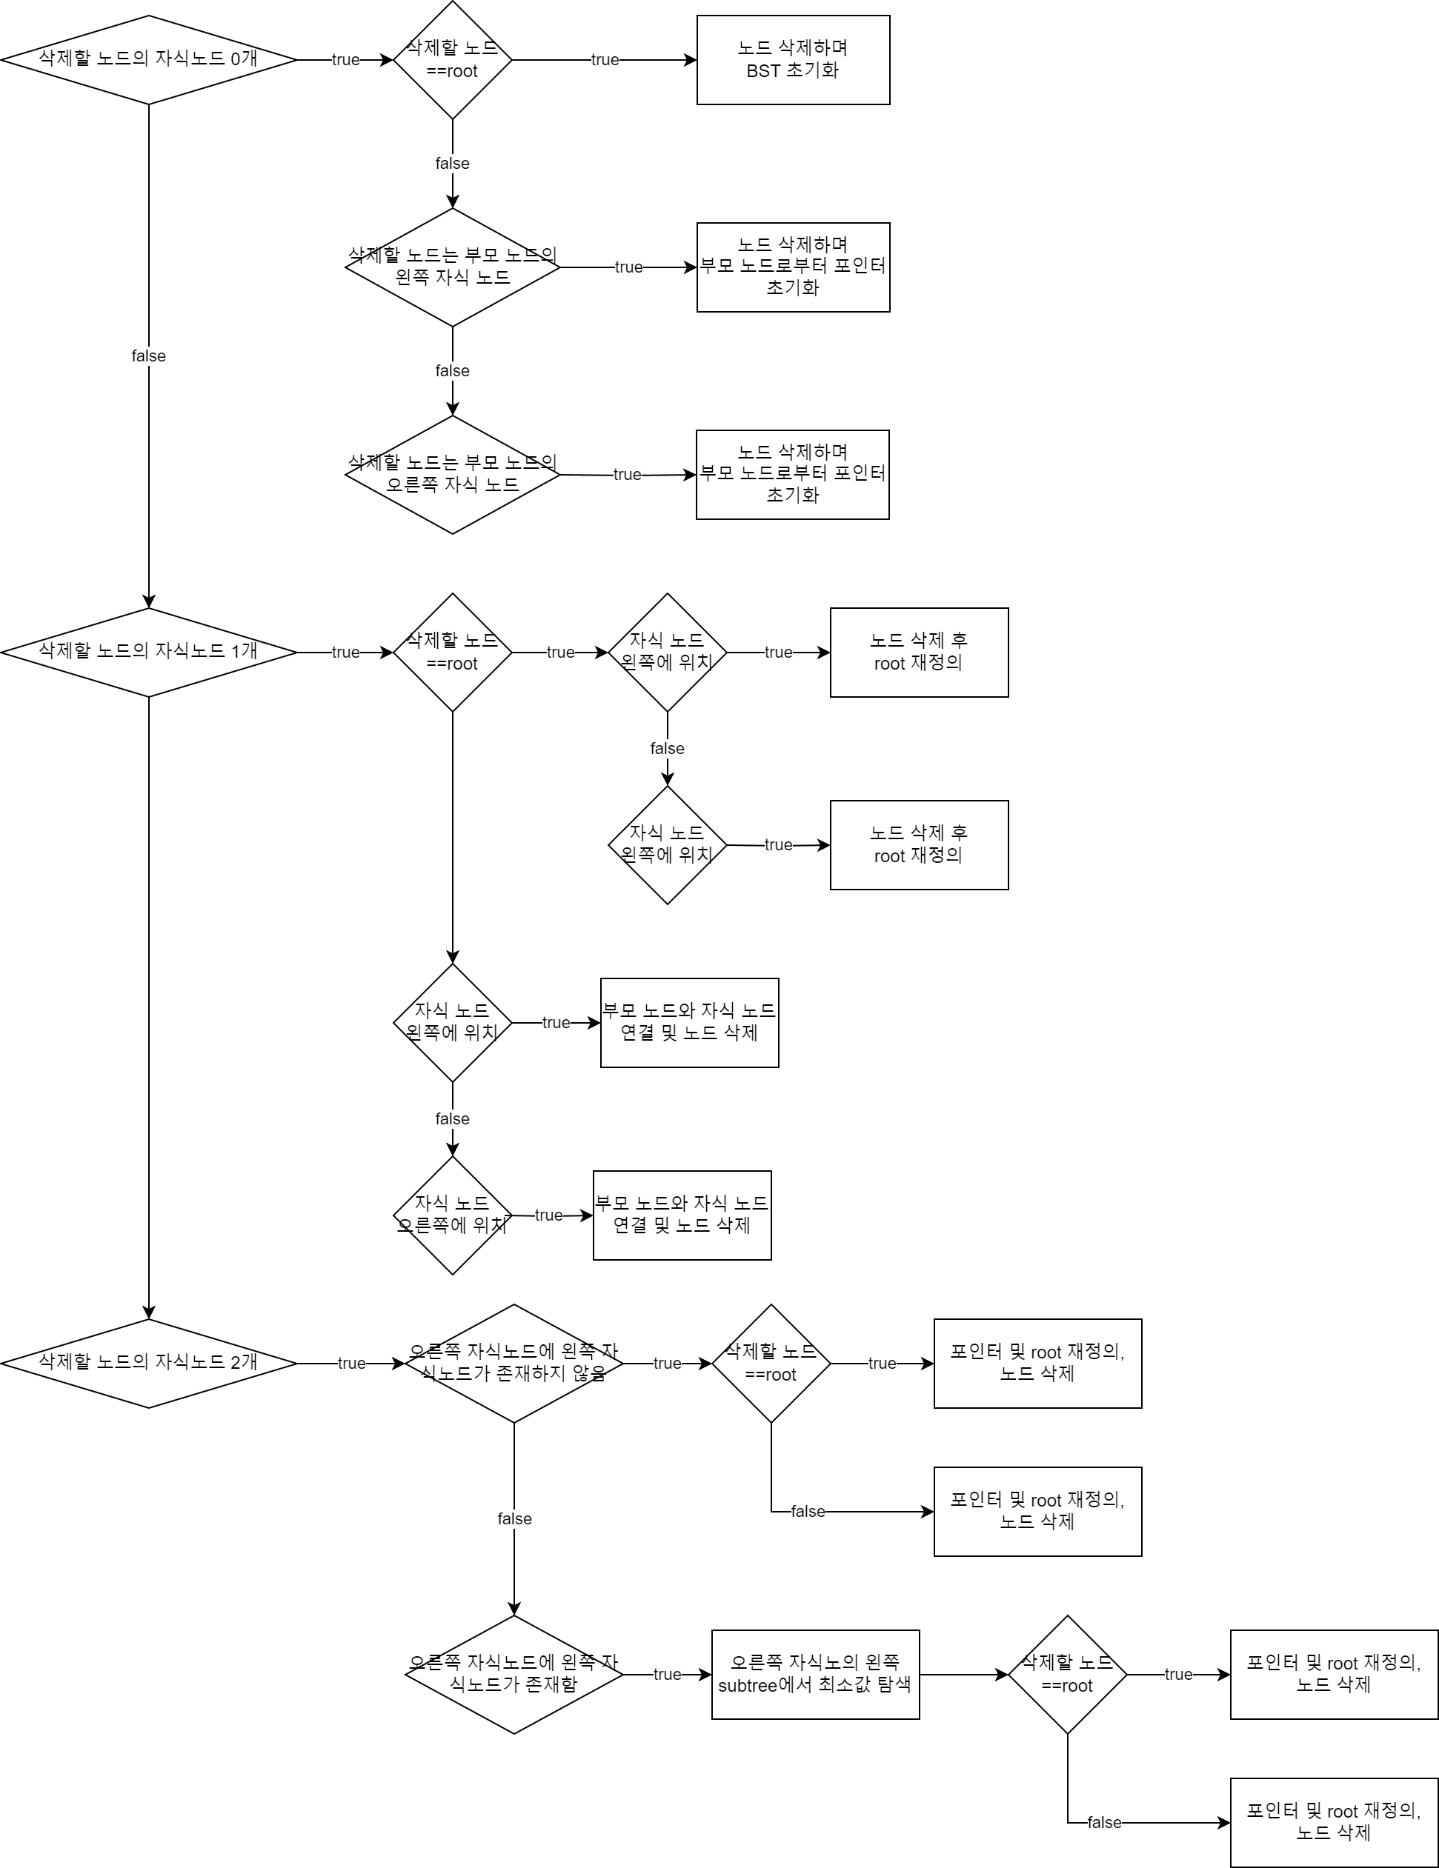 삭제할 노드의 자식노드 0개
true
삭제할 노드
==root
true
노드 삭제하며
BST 초기화
false
삭제할 노드는 부모 노드의
왼쪽 자식 노드
true
노드 삭제하며
부모 노드로부터 포인터
초기화
false
false
삭제할 노드는 부모 노드의
오른쪽 자식 노드
true
노드 삭제하며
부모 노드로부터 포인터
초기화
삭제할 노드의 자식노드 1개
true
삭제할 노드
==root
true
자식 노드
왼쪽에 위치
true
노드 삭제 후
root 재정의
false
자식 노드
왼쪽에 위치
true
노드 삭제 후
root 재정의
자식 노드
왼쪽에 위치
true
부모 노드와 자식 노드
연결 및 노드 삭제
false
자식 노드
오른쪽에 위치
true
부모 노드와 자식 노드
연결 및 노드 삭제
삭제할 노드의 자식노드 2개
true
오른쪽 자식노드에 왼쪽 자
식노드가 존재하지 않음
true
삭제할 노드
==root
true
포인터 및 root 재정의,
노드 삭제
false
포인터 및 root 재정의,
노드 삭제
false
오른쪽 자식노드에 왼쪽 자
식노드가 존재함
true
오른쪽 자식노의 왼쪽
subtree에서 최소값 탐색
삭제할 노드
==root
true
포인터 및 root 재정의,
노드 삭제
false
포인터 및 root 재정의,
노드 삭제